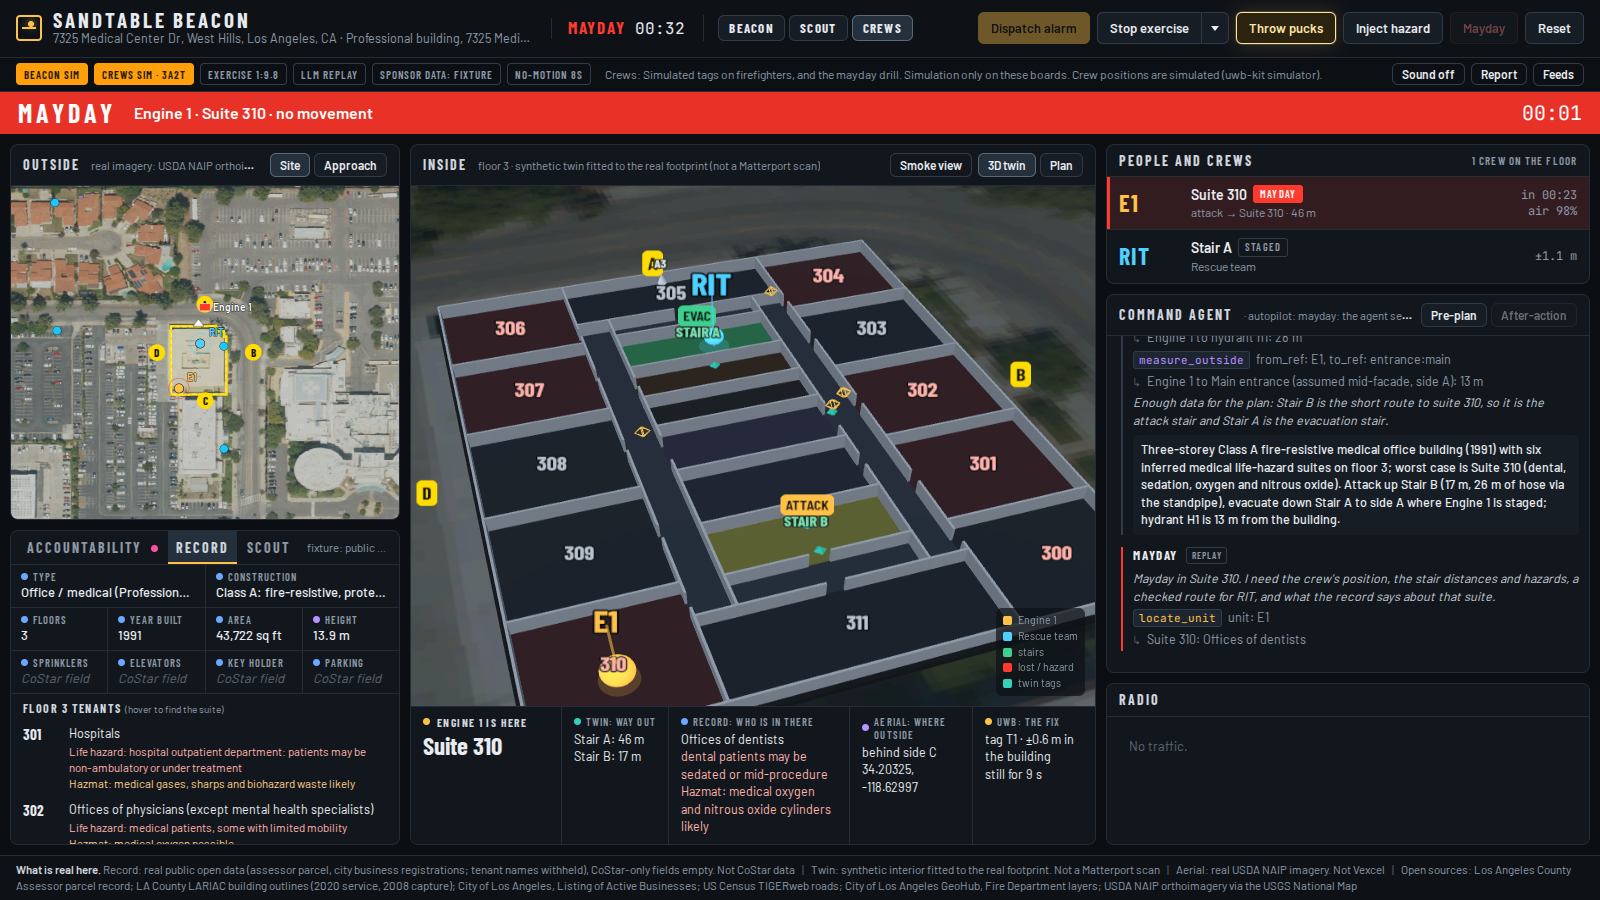 SANDTABLE BEACON
7325 Medical Center Dr, West Hills, Los Angeles, CA · Professional building, 7325 Medi...
MAYDAY 00:32
BEACON SCOUT CREWS
Dispatch alarm Stop exercise Throw pucks Inject hazard Mayday Reset
BEACON SIM CREWS SIM · 3A2T EXERCISE 1:9.8 LLM REPLAY SPONSOR DATA: FIXTURE NO-MOTION 8S
Crews: Simulated tags on firefighters, and the mayday drill. Simulation only on these boards. Crew positions are simulated (uwb-kit simulator).
Sound off Report Feeds
MAYDAY Engine 1 · Suite 310 · no movement 00:01
OUTSIDE real imagery: USDA NAIP orthoi... Site Approach
Engine 1
RIT
D
B
E1
C
ACCOUNTABILITY RECORD SCOUT fixture: public ...
TYPE
Office / medical (Profession...
CONSTRUCTION
Class A: fire-resistive, prote...
FLOORS
3
YEAR BUILT
1991
AREA
43,722 sq ft
HEIGHT
13.9 m
SPRINKLERS
CoStar field
ELEVATORS
CoStar field
KEY HOLDER
CoStar field
PARKING
CoStar field
FLOOR 3 TENANTS (hover to find the suite)
301 Hospitals
Life hazard: hospital outpatient department: patients may be
non-ambulatory or under treatment
Hazmat: medical gases, sharps and biohazard waste likely
302 Offices of physicians (except mental health specialists)
Life hazard: medical patients, some with limited mobility
Hazmat: medical oxygen possible
INSIDE floor 3 · synthetic twin fitted to the real footprint (not a Matterport scan) Smoke view 3D twin Plan
A A3
305 RIT
304
EVAC
STAIR A
306
303
307
302
B
308
301
D
ATTACK
STAIR B
309
300
E1
311
310
Engine 1
Rescue team
stairs
lost / hazard
twin tags
ENGINE 1 IS HERE
Suite 310
TWIN: WAY OUT
Stair A: 46 m
Stair B: 17 m
RECORD: WHO IS IN THERE
Offices of dentists
dental patients may be
sedated or mid-procedure
Hazmat: medical oxygen
and nitrous oxide cylinders
likely
AERIAL: WHERE
OUTSIDE
behind side C
34.20325,
-118.62997
UWB: THE FIX
tag T1 · ±0.6 m in
the building
still for 9 s
PEOPLE AND CREWS 1 CREW ON THE FLOOR
E1 Suite 310 MAYDAY in 00:23
attack → Suite 310 · 46 m air 98%
RIT Stair A STAGED ±1.1 m
Rescue team
COMMAND AGENT · autopilot: mayday: the agent se... Pre-plan After-action
↳ Engine 1 to hydrant H1: 28 m
measure_outside from_ref: E1, to_ref: entrance:main
↳ Engine 1 to Main entrance (assumed mid-facade, side A): 13 m
Enough data for the plan: Stair B is the short route to suite 310, so it is the
attack stair and Stair A is the evacuation stair.
Three-storey Class A fire-resistive medical office building (1991) with six
inferred medical life-hazard suites on floor 3; worst case is Suite 310 (dental,
sedation, oxygen and nitrous oxide). Attack up Stair B (17 m, 26 m of hose via
the standpipe), evacuate down Stair A to side A where Engine 1 is staged;
hydrant H1 is 13 m from the building.
MAYDAY REPLAY
Mayday in Suite 310. I need the crew's position, the stair distances and hazards, a
checked route for RIT, and what the record says about that suite.
locate_unit unit: E1
↳ Suite 310: Offices of dentists
RADIO
No traffic.
What is real here. Record: real public open data (assessor parcel, city business registrations; tenant names withheld), CoStar-only fields empty. Not CoStar data | Twin: synthetic interior fitted to the real footprint. Not a Matterport scan | Aerial: real USDA NAIP imagery. Not Vexcel | Open sources: Los Angeles County
Assessor parcel record; LA County LARIAC building outlines (2020 service, 2008 capture); City of Los Angeles, Listing of Active Businesses; US Census TIGERweb roads; City of Los Angeles GeoHub, Fire Department layers; USDA NAIP orthoimagery via the USGS National Map